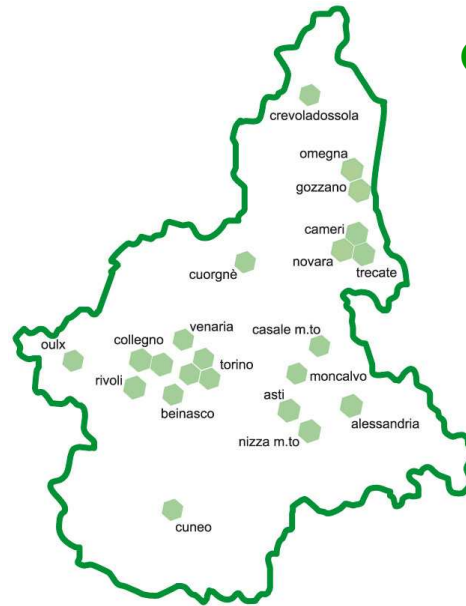 crevoladossola
omegna
gozzano
cameri
novara
trecate
cuorgnè
venaria
casale m.to
oulx
collegno
torino
rivoli
moncalvo
beinasco
asti
alessandria
nizza m.to
cuneo